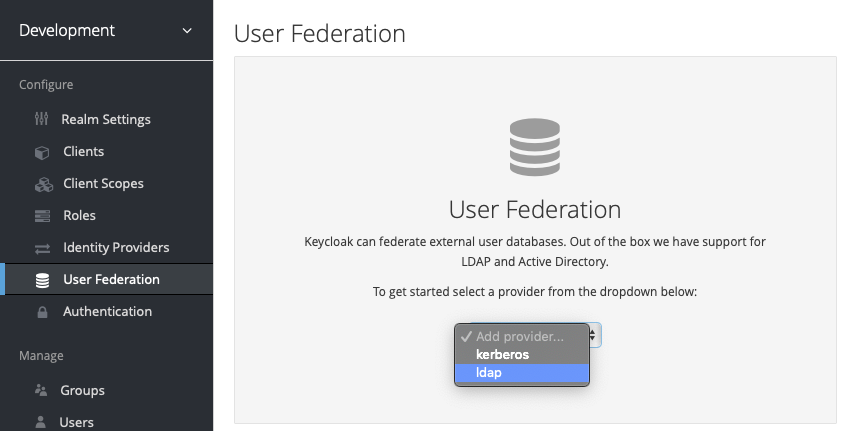 Development
Configure
Realm Settings
Clients
Client Scopes
Roles
Identity Providers
User Federation
Authentication
Manage
Groups
Users
User Federation
User Federation
Keycloak can federate external user databases. Out of the box we have support for
LDAP and Active Directory.
To get started select a provider from the dropdown below:
Add provider...
kerberos
ldap